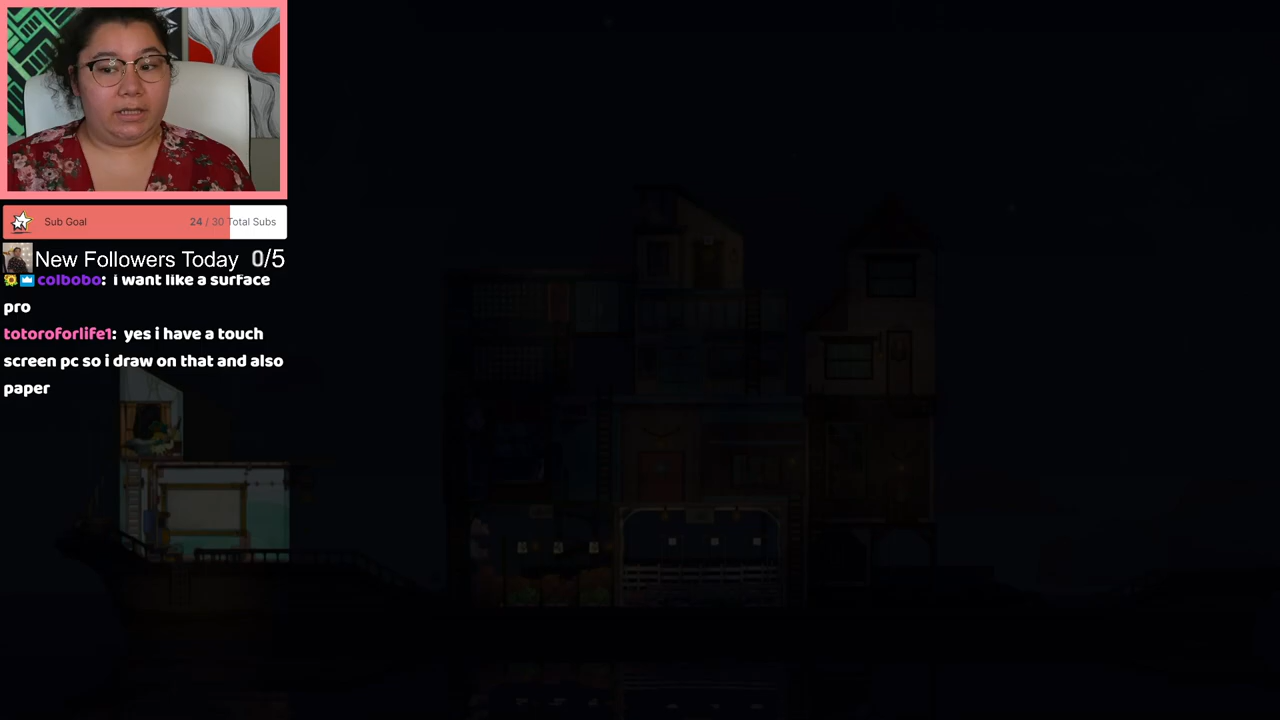 Sub Goal 24 / 30 Total Subs
New Followers Today 0/5
colbobo: i want like a surface
pro
totoroforlife1: yes i have a touch
screen pc so i draw on that and also
paper